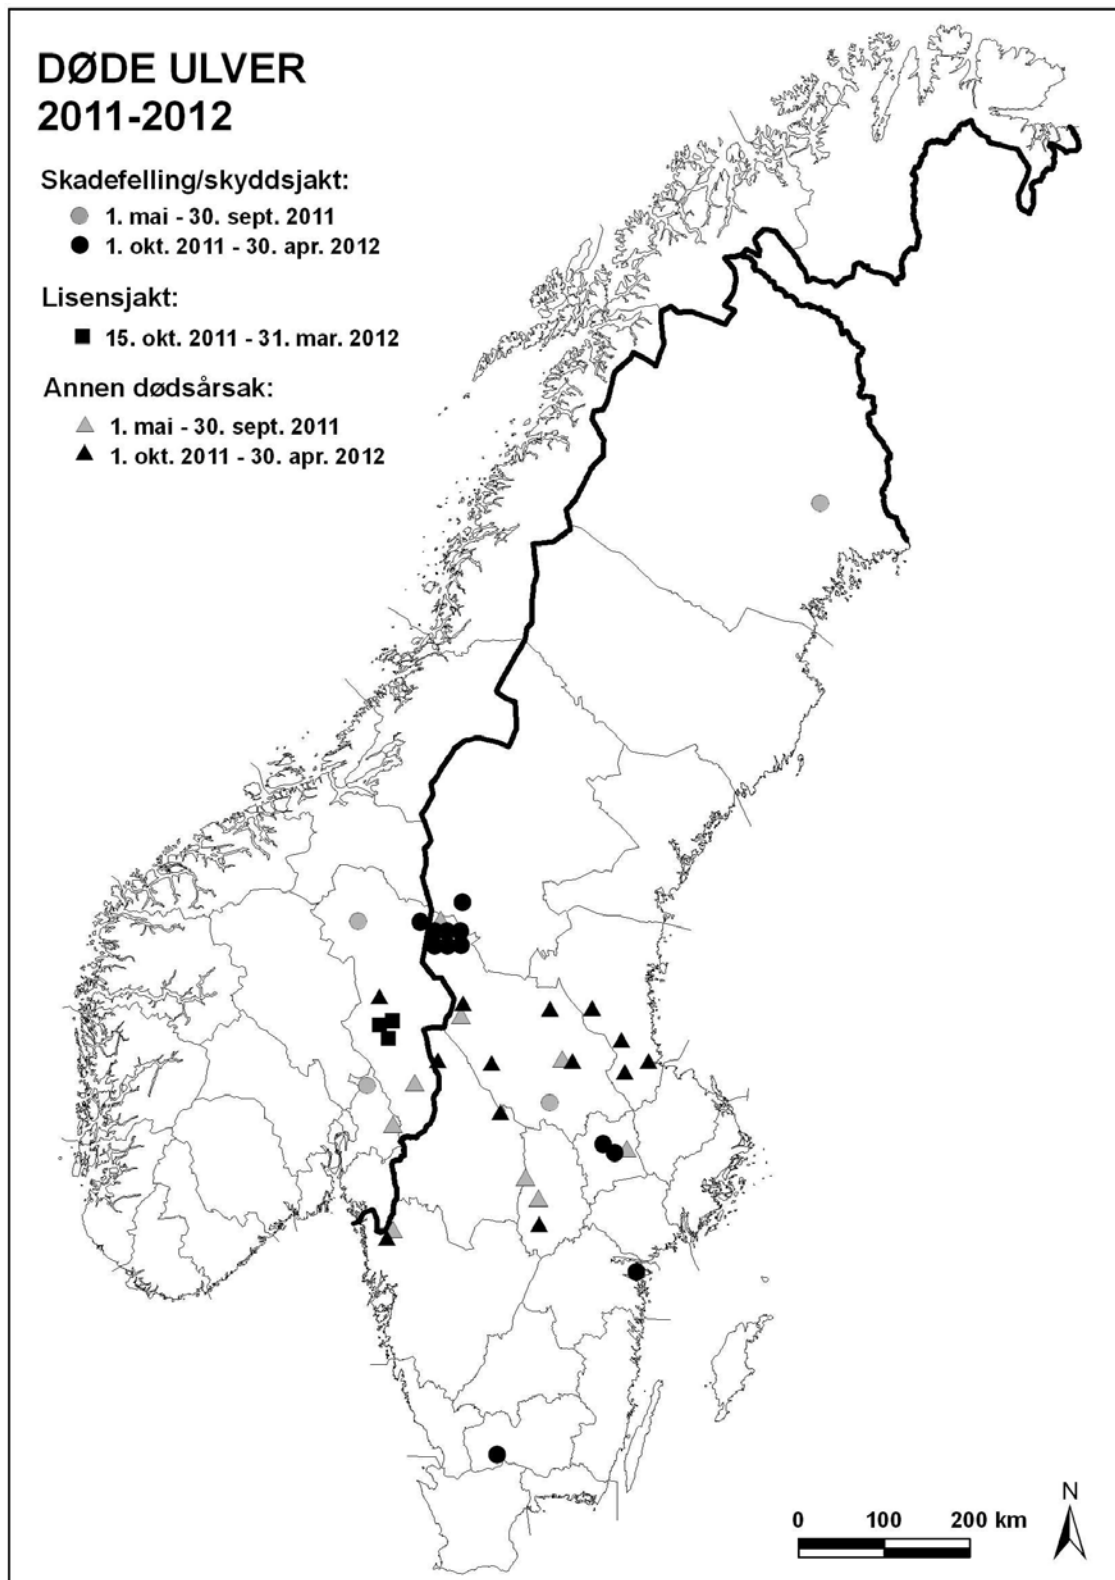 DØDE ULVER
2011-2012
Skadefelling/skyddsjakt:
1. mai - 30. sept. 2011
1. okt. 2011 - 30. apr. 2012
Lisensjakt:
15. okt. 2011 - 31. mar. 2012
Annen dødsårsak:
1. mai - 30. sept. 2011
1. okt. 2011 - 30. apr. 2012
N
0 100 200 km